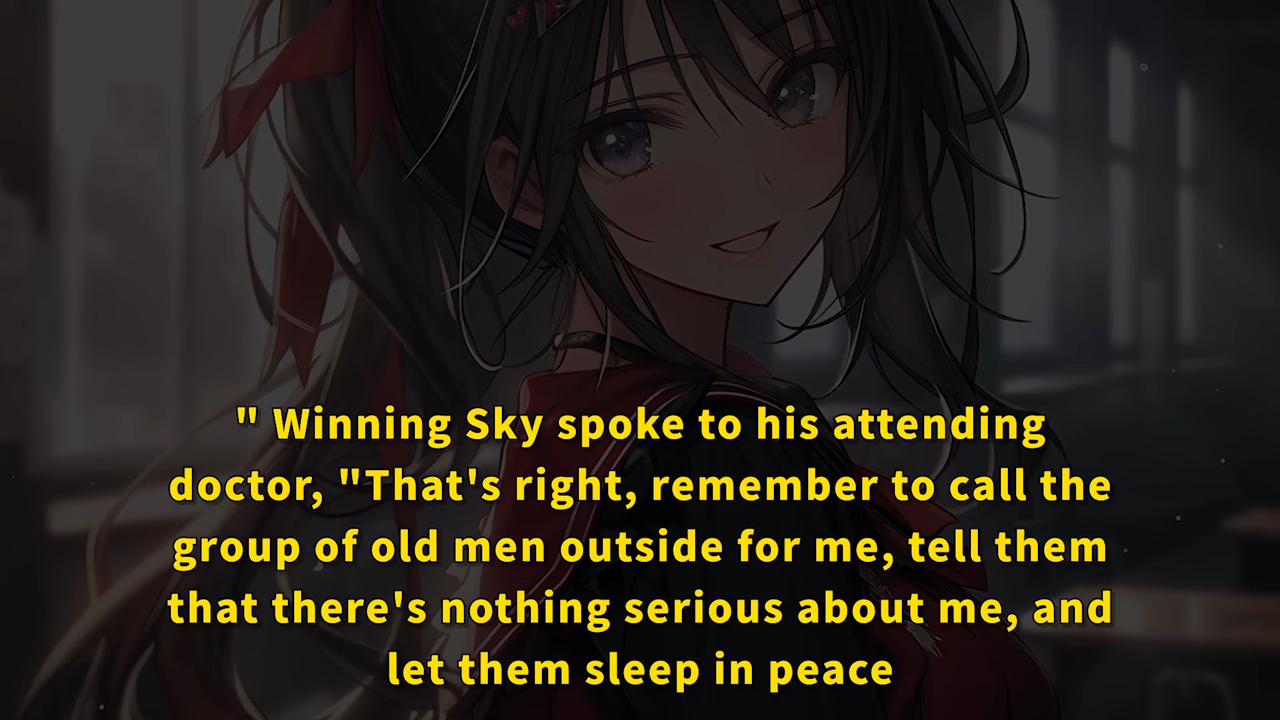 " Winning Sky spoke to his attending
doctor, "That's right, remember to call the
group of old men outside for me, tell them
that there's nothing serious about me, and
let them sleep in peace